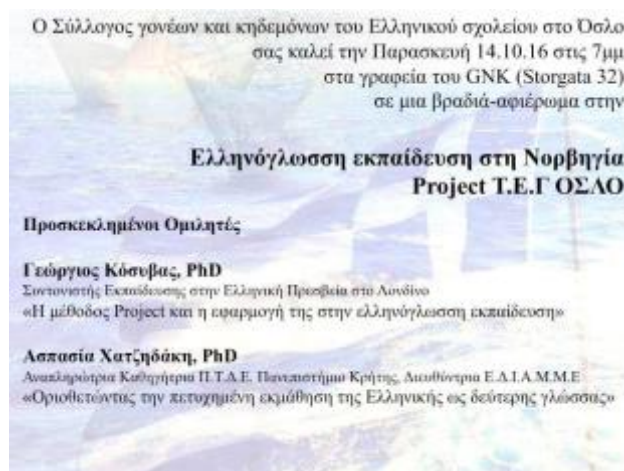 Ο Σύλλογος γονέων και κηδεμόνων του Ελληνικού σχολείου στο Όσλο
σας καλεί την Παρασκευή 14.10.16 στις 7μμ
στα γραφεία του GNK (Storgata 32)
σε μια βραδιά-αφιέρωμα στην
Ελληνόγλωσση εκπαίδευση στη Νορβηγία
Project Τ.Ε.Γ ΟΣΛΟ
Προσκεκλημένοι Ομιλητές
Γεώργιος Κόσυβας, PhD
Συντονιστής Εκπαίδευσης στην Ελληνική Πρεσβεία στο Λονδίνο
«Η μέθοδος Project και η εφαρμογή της στην ελληνόγλωσση εκπαίδευση»
Ασπασία Χατζηδάκη, PhD
Αναπληρώτρια Καθηγήτρια Π.Τ.Δ.Ε. Πανεπιστήμιο Κρήτης, Διευθύντρια Ε.ΔΙ.Α.Μ.Μ.Ε
«Οριοθετώντας την πετυχημένη εκμάθηση της Ελληνικής ως δεύτερης γλώσσας»